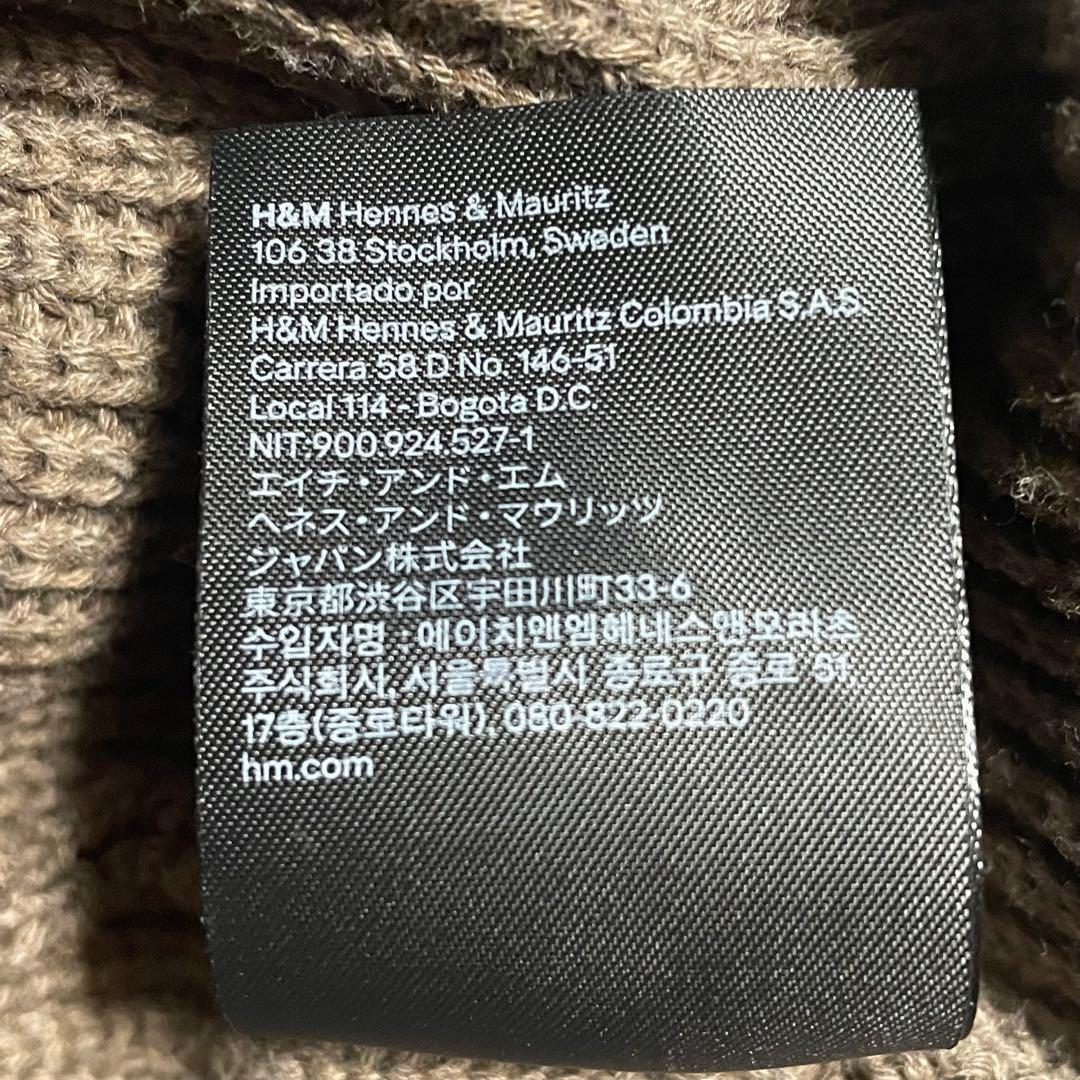 H&M Hennes & Mauritz
106 38 Stockholm, Sweden
Importado por
H&M Hennes & Mauritz Colombia S.A.S.
Carrera 58 D No. 146-51
Local 114 - Bogota D.C.
NIT:900.924.527-1
エイチ・アンド・エム
ヘネス・アンド・マウリッツ
ジャパン株式会社
東京都渋谷区宇田川町33-6
수입자명 : 에이치앤엠헤네스앤모리츠
주식회사, 서울특별시 종로구 종로 51,
17층(종로타워), 080-822-0220
hm.com